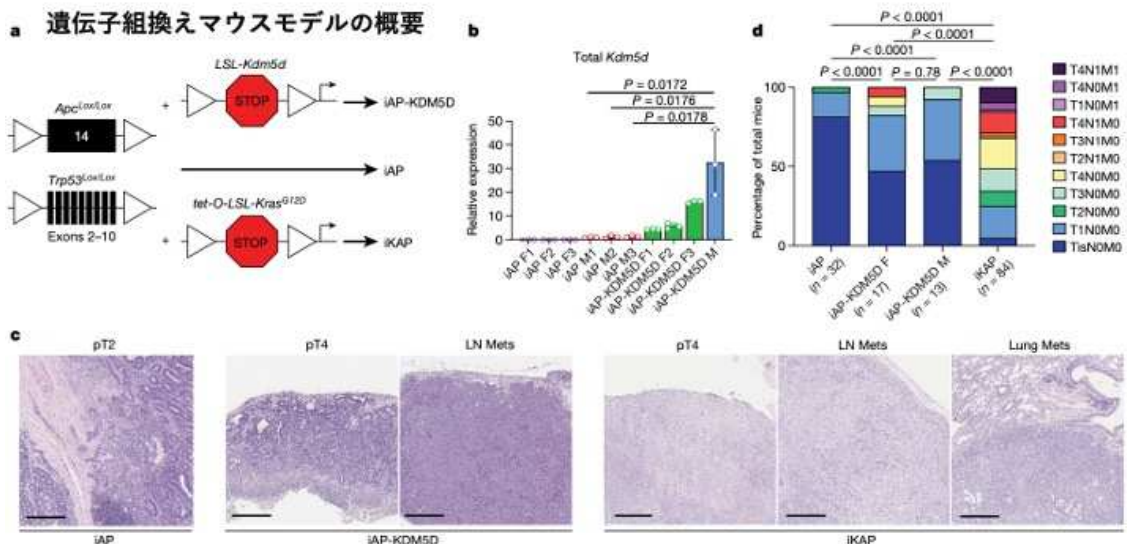 a 遺伝子組換えマウスモデルの概要
LSL-Kdm5d
STOP
iAP-KDM5D
Apc^Lox/Lox
14
iAP
Trp53^Lox/Lox
Exons 2–10
tet-O-LSL-Kras^G12D
STOP
iKAP
b
Total Kdm5d
P = 0.0172
P = 0.0176
P = 0.0178
Relative expression
50
40
30
20
10
0
iAP F1
iAP F2
iAP F3
iAP M1
iAP M2
iAP M3
iAP-KDM5D F1
iAP-KDM5D F2
iAP-KDM5D F3
iAP-KDM5D M
d
P < 0.0001
P < 0.0001
P < 0.0001
P < 0.0001 P = 0.78 P < 0.0001
Percentage of total mice
100
50
0
iAP
(n = 32)
iAP-KDM5D F
(n = 17)
iAP-KDM5D M
(n = 13)
iKAP
(n = 84)
T4N1M1
T4N0M1
T1N0M1
T4N1M0
T3N1M0
T2N1M0
T4N0M0
T3N0M0
T2N0M0
T1N0M0
TisN0M0
c
pT2
pT4
LN Mets
pT4
LN Mets
Lung Mets
iAP
iAP-KDM5D
iKAP